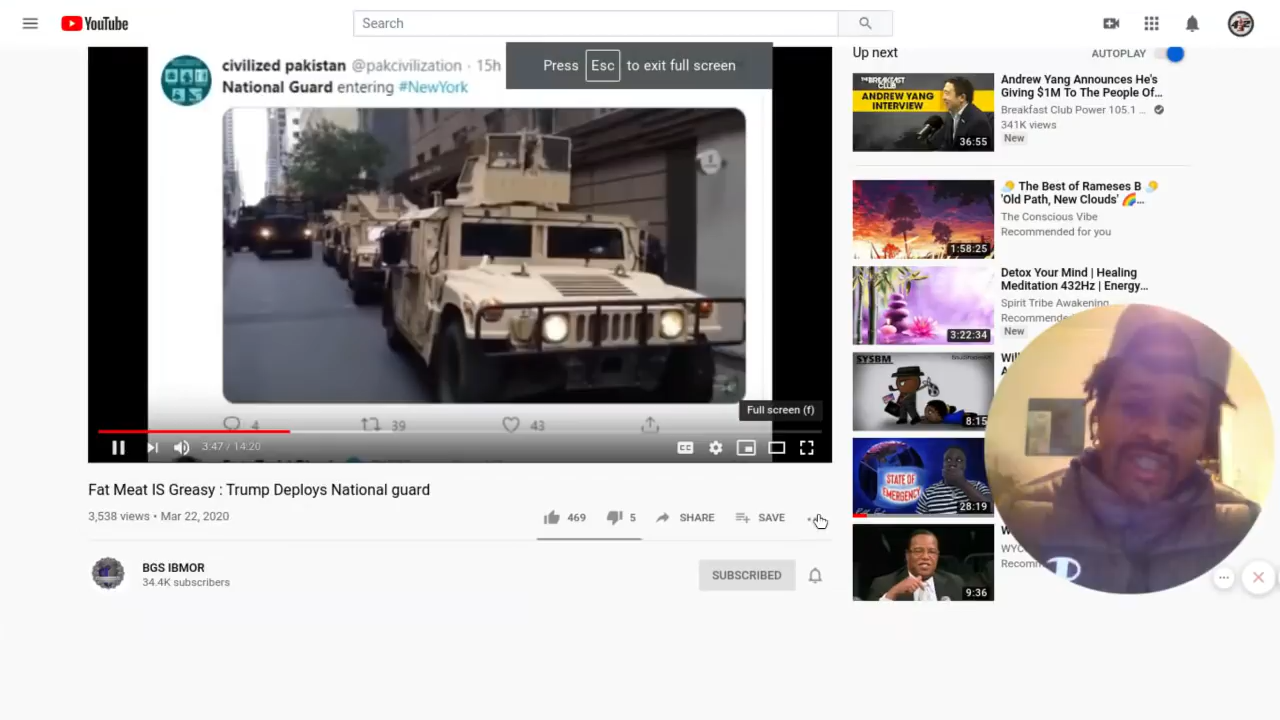 YouTube
Search
civilized pakistan @pakcivilization · 15h
National Guard entering #NewYork
Press Esc to exit full screen
4
39
43
Full screen (f)
3:47 / 14:20
CC
Fat Meat IS Greasy : Trump Deploys National guard
3,538 views • Mar 22, 2020
469
5
SHARE
SAVE
BGS IBMOR
34.4K subscribers
SUBSCRIBED
Up next
AUTOPLAY
THE BREAKFAST CLUB
ANDREW YANG
INTERVIEW
36:55
Andrew Yang Announces He's
Giving $1M To The People Of...
Breakfast Club Power 105.1 ...
341K views
New
1:58:25
The Best of Rameses B
'Old Path, New Clouds' ...
The Conscious Vibe
Recommended for you
3:22:34
Detox Your Mind | Healing
Meditation 432Hz | Energy...
Spirit Tribe Awakening
Recommende
New
SYSBM
8:15
Wil
STATE OF
EMERGENCY
28:19
9:36
W
WYC
Recom